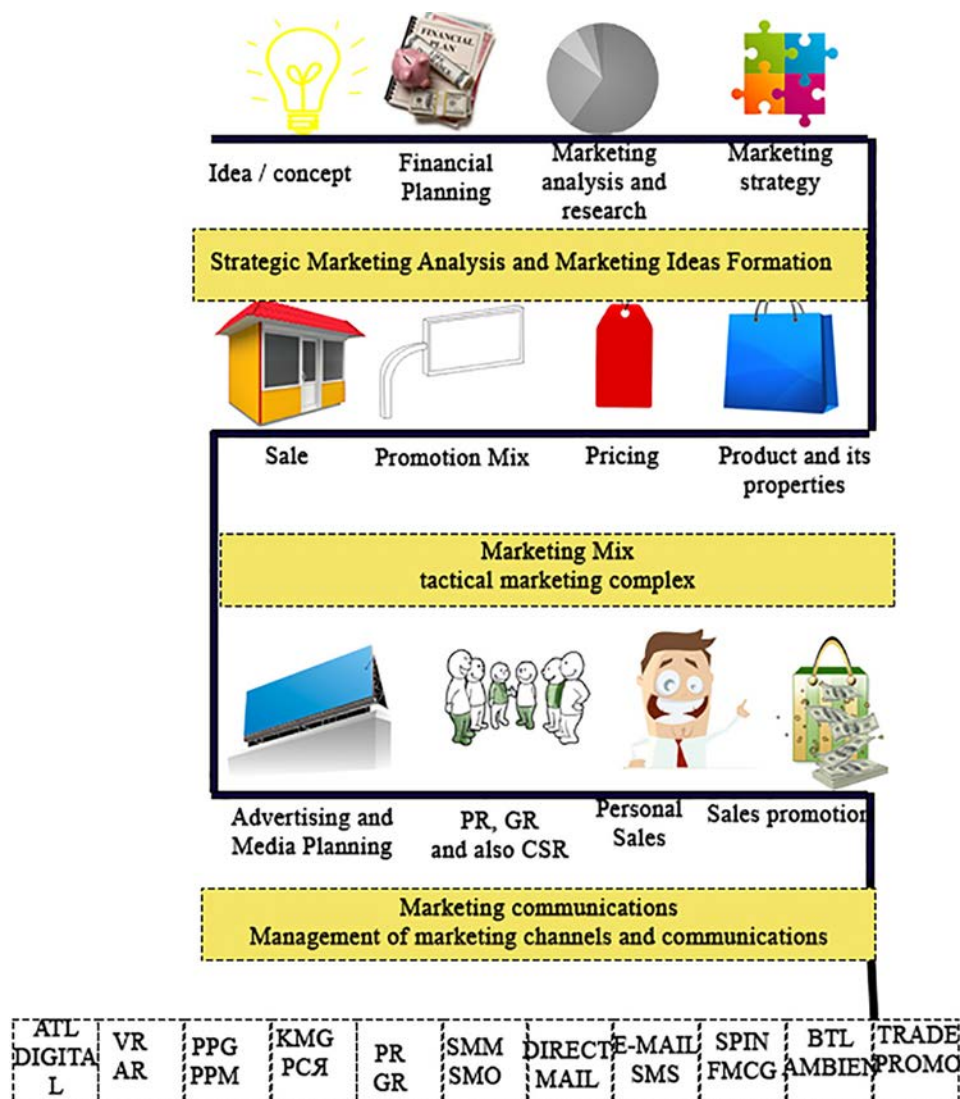 FINANCIAL
PLAN
Idea / concept
Financial
Planning
Marketing
analysis and
research
Marketing
strategy
Strategic Marketing Analysis and Marketing Ideas Formation
Sale
Promotion Mix
Pricing
Product and its
properties
Marketing Mix
tactical marketing complex
Advertising and
Media Planning
PR, GR
and also CSR
Personal
Sales
Sales promotion
Marketing communications
Management of marketing channels and communications
ATL
DIGITA
L
VR
AR
PPG
PPM
KMG
PCЯ
PR
GR
SMM
SMO
DIRECT
MAIL
E-MAIL
SMS
SPIN
FMCG
BTL
AMBIEN
TRADE
PROMO